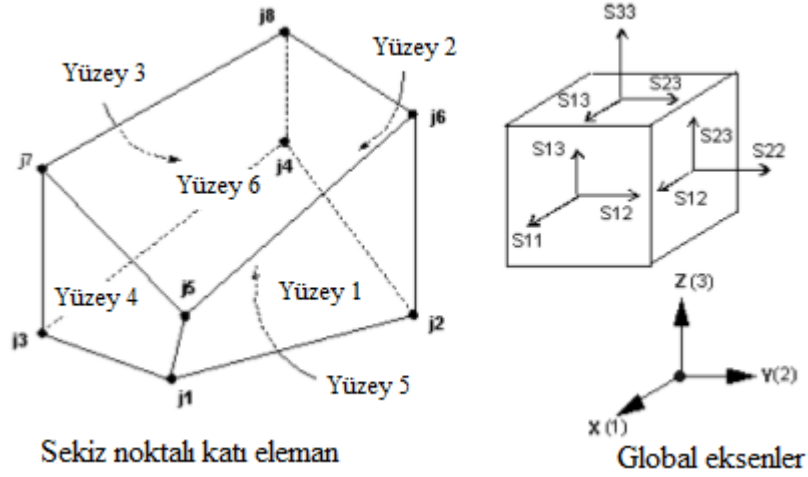 j8
Yüzey 3
Yüzey 2
j6
j7
j4
Yüzey 6
Yüzey 4
j5
Yüzey 1
j3
j2
j1
Yüzey 5
Sekiz noktalı katı eleman
S33
S23
S13
S13
S23
S22
S12
S12
S11
Z (3)
Y(2)
X (1)
Global eksenler